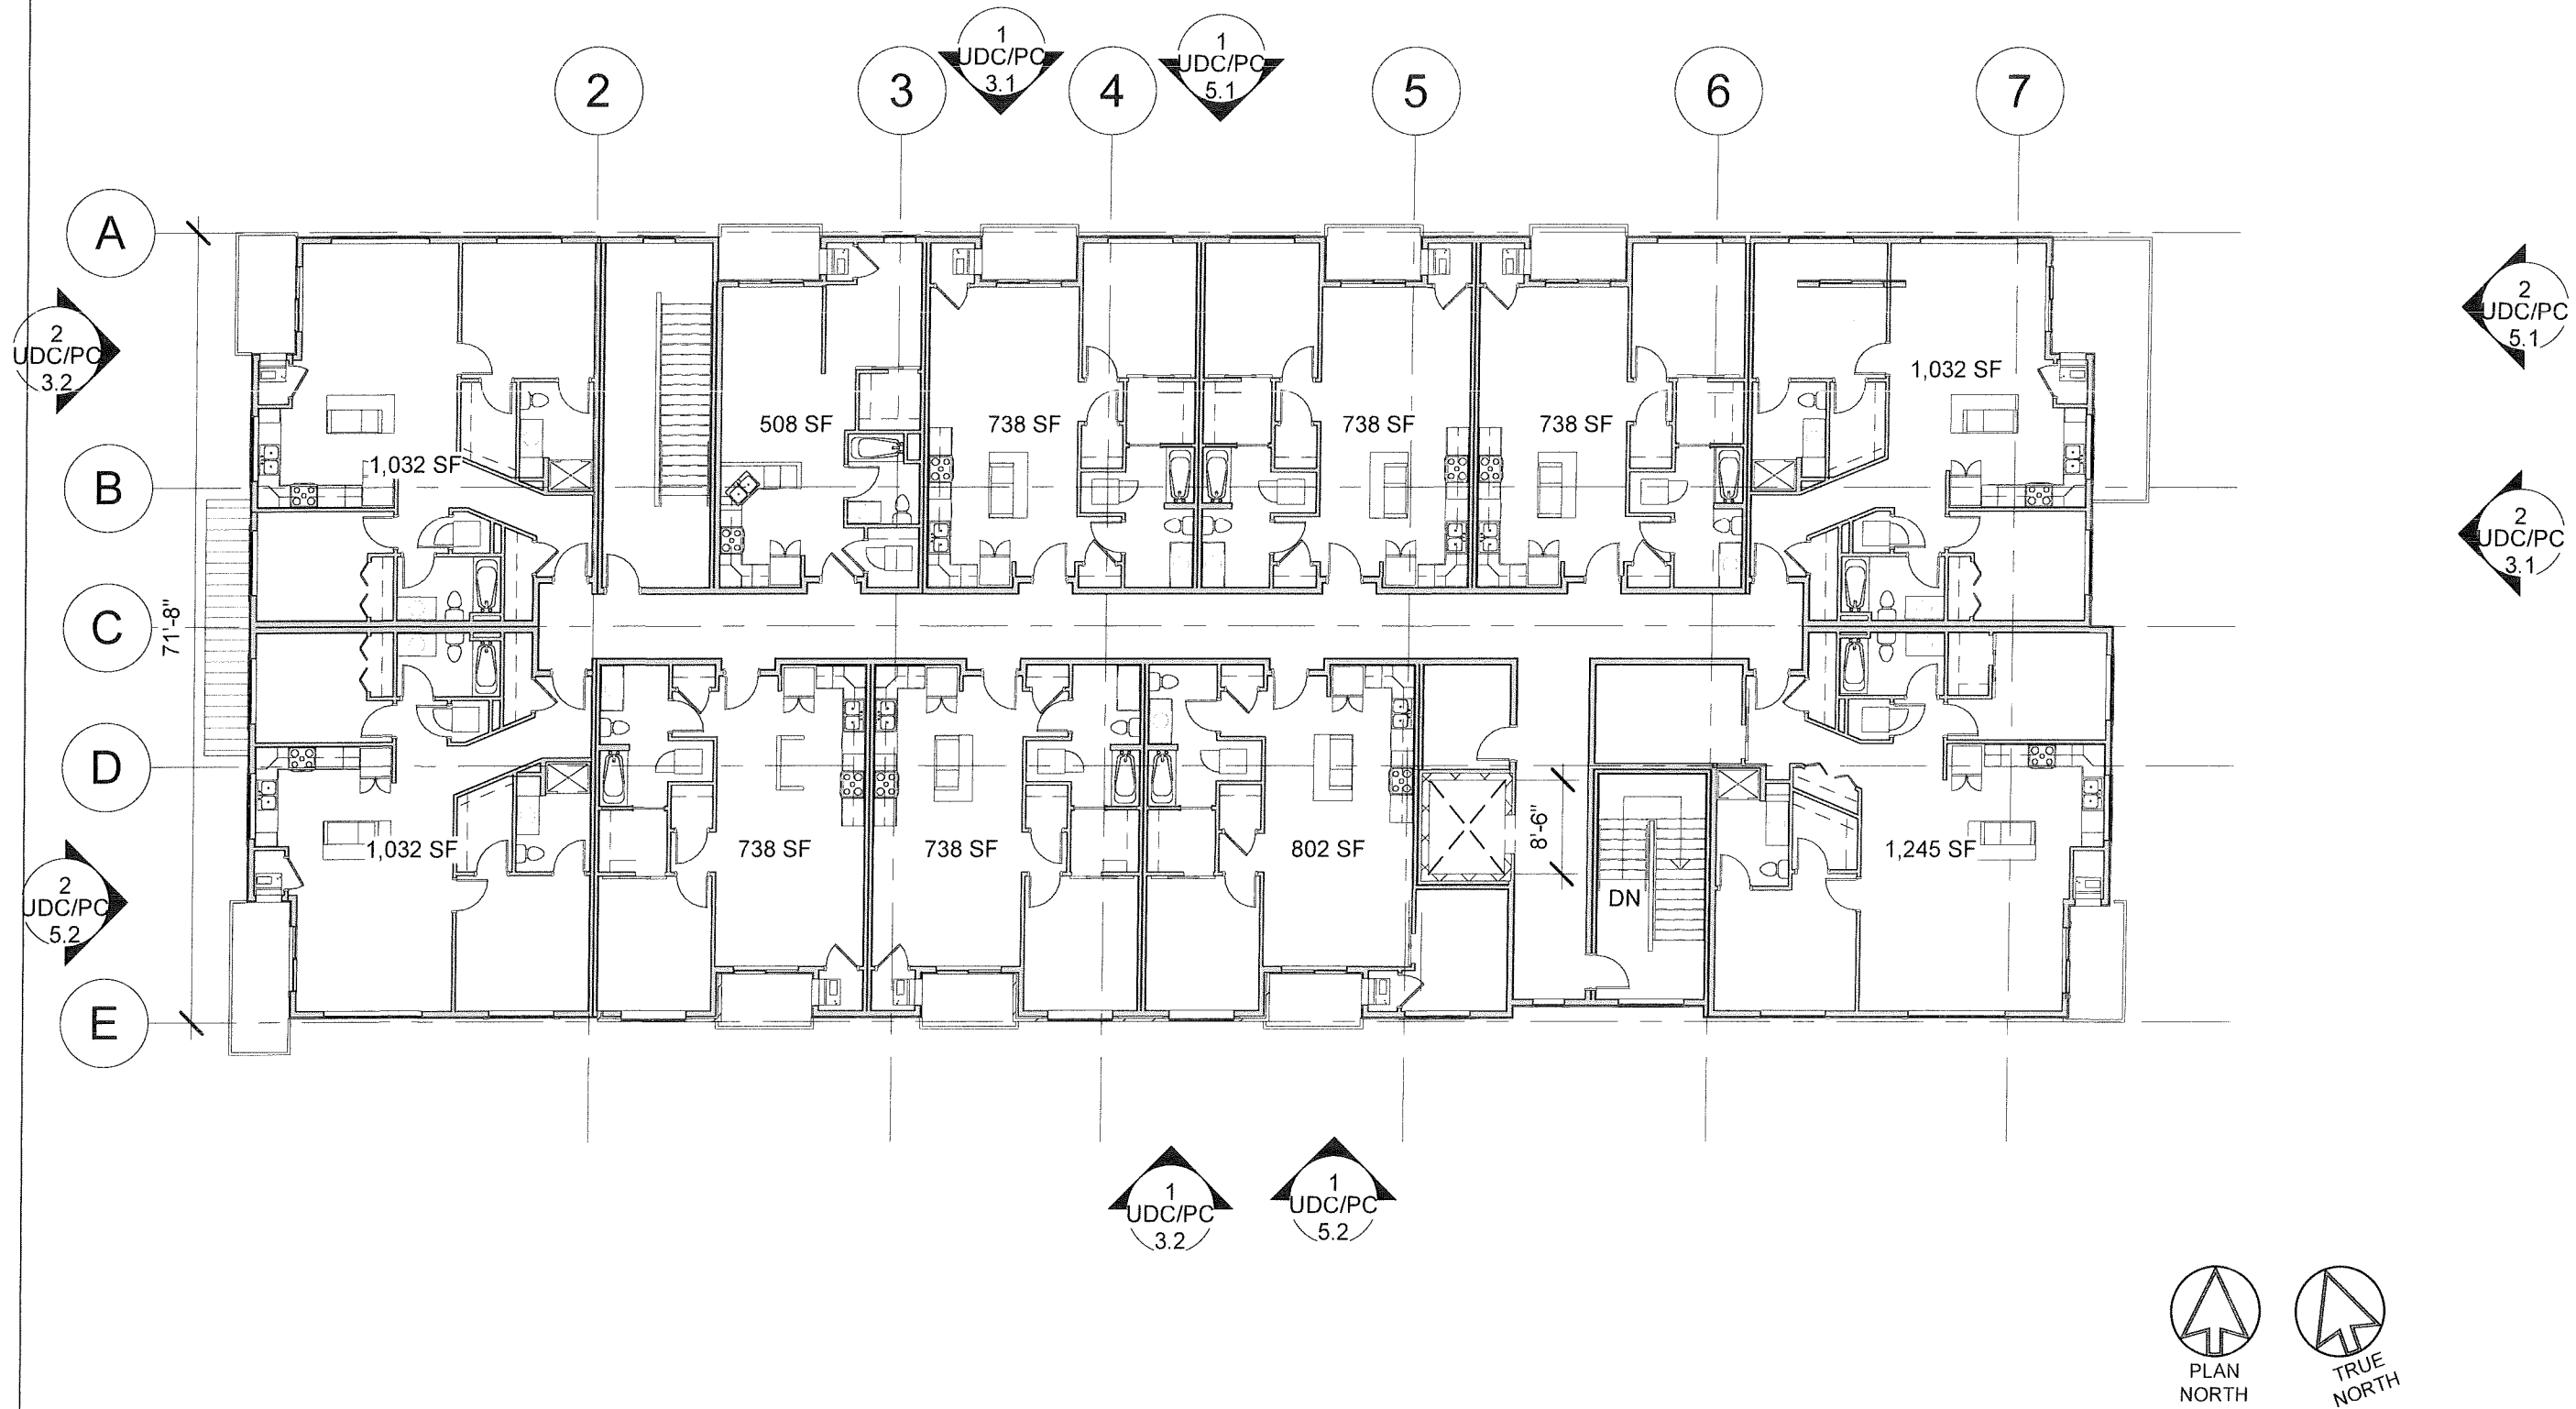 1
UDC/PC
3.1
1
UDC/PC
5.1
2
3
4
5
6
7
A
2
UDC/PC
3.2
2
UDC/PC
5.1
1,032 SF
508 SF
738 SF
738 SF
738 SF
1,032 SF
B
2
UDC/PC
3.1
C
71'-8"
D
8'-6"
1,032 SF
738 SF
738 SF
802 SF
1,245 SF
2
UDC/PC
5.2
DN
E
1
UDC/PC
3.2
1
UDC/PC
5.2
PLAN
NORTH
TRUE
NORTH